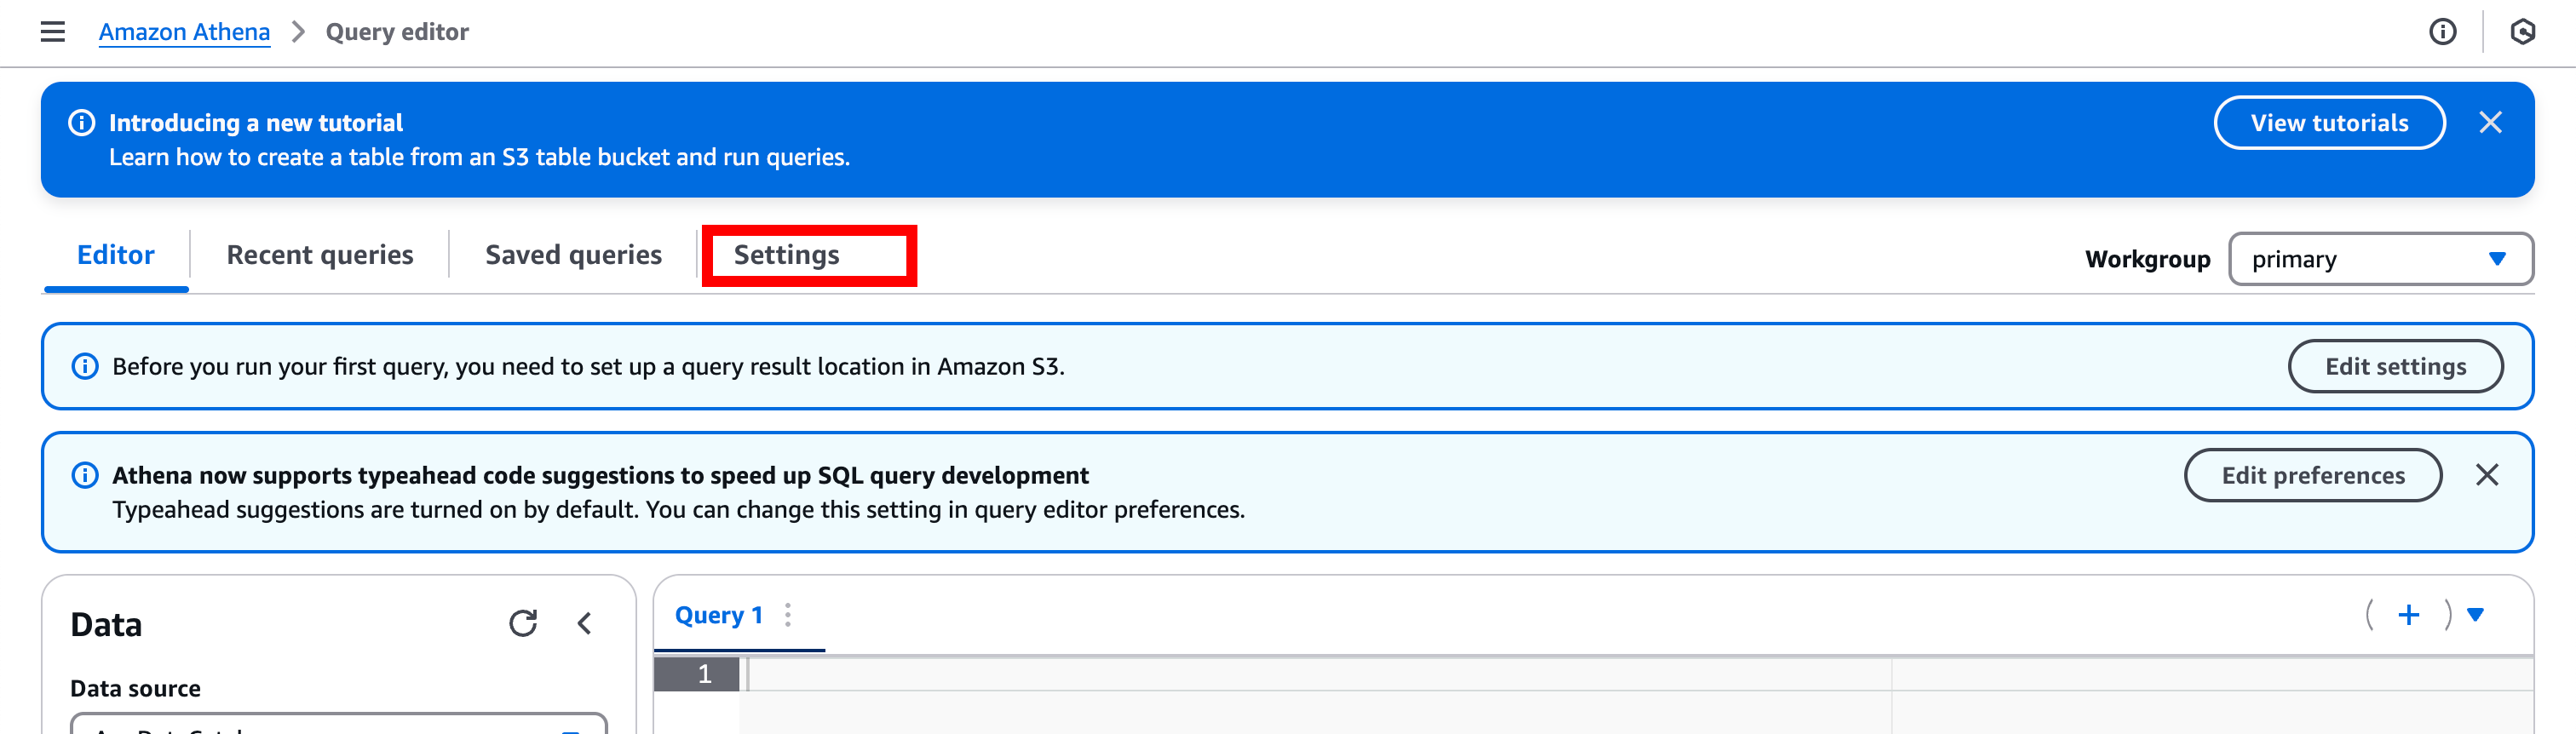 Amazon Athena > Query editor
Introducing a new tutorial
Learn how to create a table from an S3 table bucket and run queries.
View tutorials
Editor
Recent queries
Saved queries
Settings
Workgroup
primary
Before you run your first query, you need to set up a query result location in Amazon S3.
Edit settings
Athena now supports typeahead code suggestions to speed up SQL query development
Typeahead suggestions are turned on by default. You can change this setting in query editor preferences.
Edit preferences
Data
Query 1
1
Data source